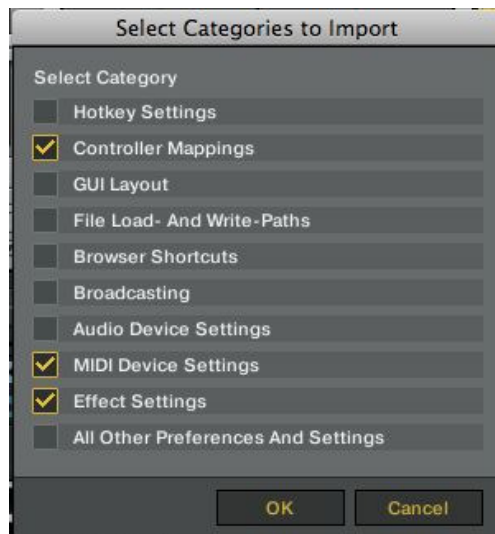 Select Categories to Import
Select Category
Hotkey Settings
Controller Mappings
GUI Layout
File Load- And Write-Paths
Browser Shortcuts
Broadcasting
Audio Device Settings
MIDI Device Settings
Effect Settings
All Other Preferences And Settings
OK Cancel